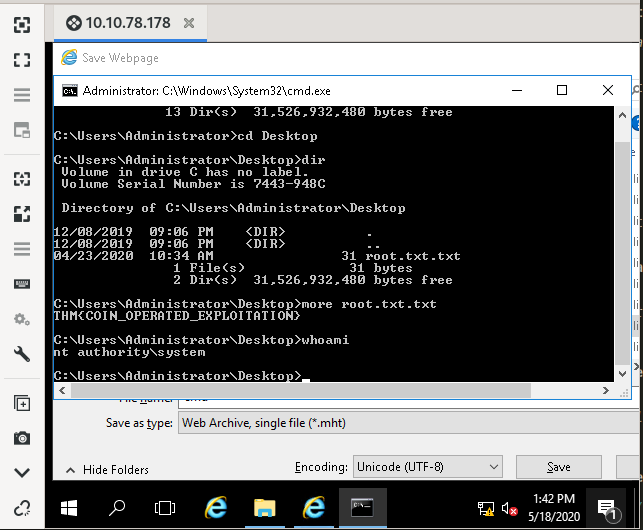 10.10.78.178
Save Webpage
Administrator: C:\Windows\System32\cmd.exe
13 Dir(s) 31,526,932,480 bytes free
C:\Users\Administrator>cd Desktop
C:\Users\Administrator\Desktop>dir
Volume in drive C has no label.
Volume Serial Number is 7443-948C
Directory of C:\Users\Administrator\Desktop
12/08/2019 09:06 PM <DIR> .
12/08/2019 09:06 PM <DIR> ..
04/23/2020 10:34 AM 31 root.txt.txt
1 File(s) 31 bytes
2 Dir(s) 31,526,932,480 bytes free
C:\Users\Administrator\Desktop>more root.txt.txt
THM{COIN_OPERATED_EXPLOITATION}
C:\Users\Administrator\Desktop>whoami
nt authority\system
C:\Users\Administrator\Desktop>
Save as type: Web Archive, single file (*.mht)
Hide Folders Encoding: Unicode (UTF-8) Save
1:42 PM
5/18/2020
1